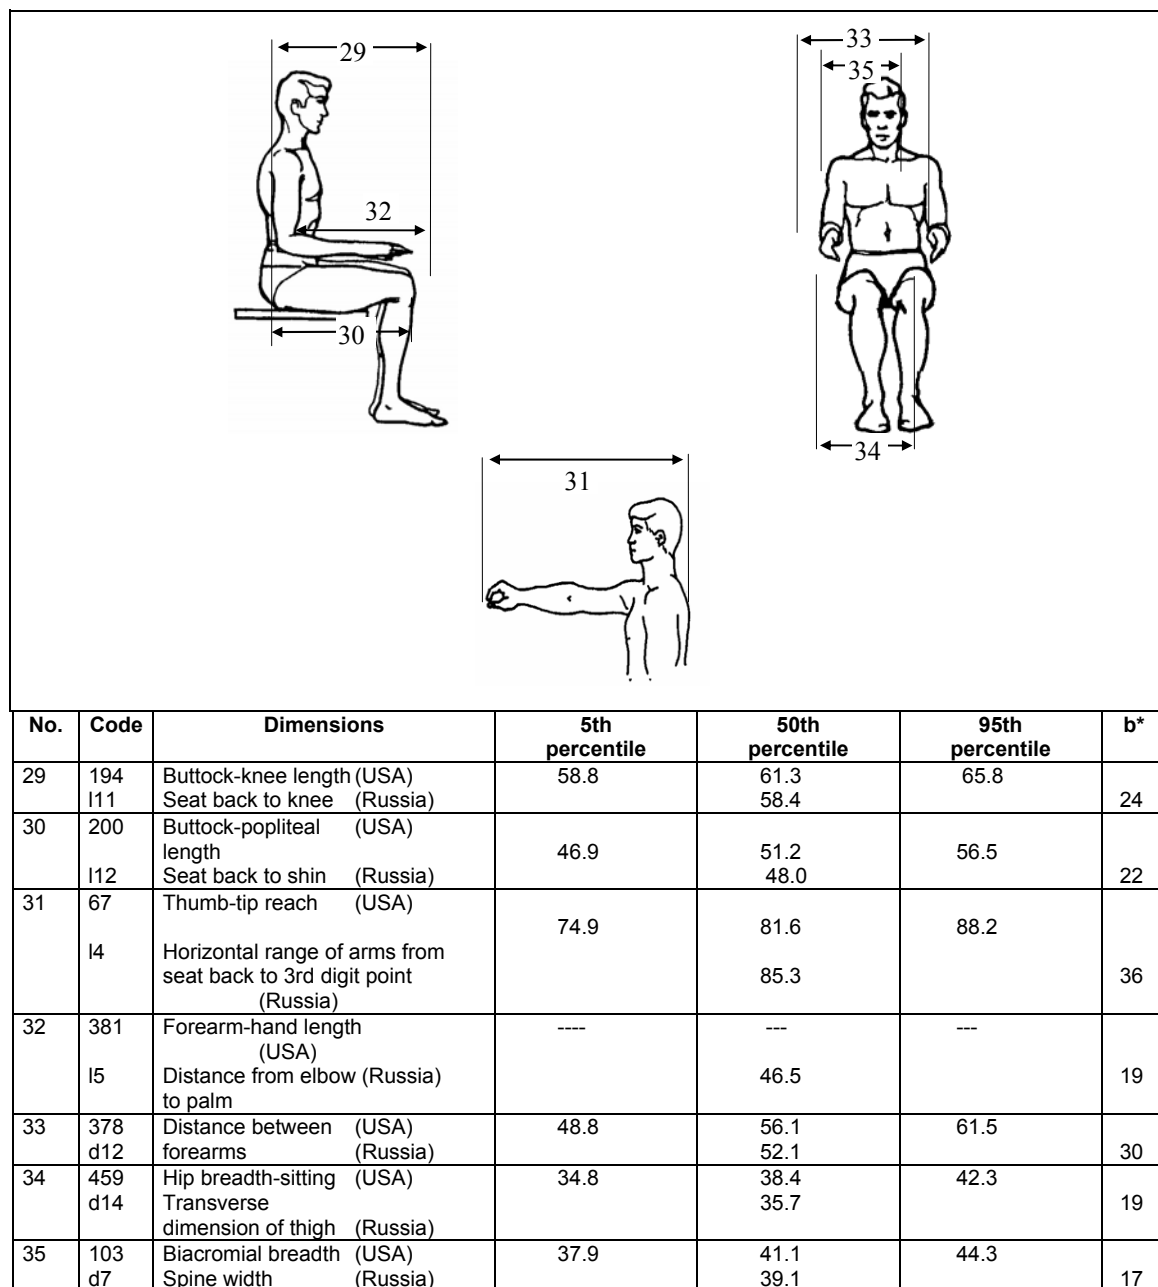 29
33
35
32
30
34
31
No. Code Dimensions 5th percentile 50th percentile 95th percentile b*
29 194 Buttock-knee length (USA) 58.8 61.3 65.8
l11 Seat back to knee (Russia) 58.4 24
30 200 Buttock-popliteal (USA)
length 46.9 51.2 56.5
l12 Seat back to shin (Russia) 48.0 22
31 67 Thumb-tip reach (USA)
74.9 81.6 88.2
l4 Horizontal range of arms from
seat back to 3rd digit point 85.3 36
(Russia)
32 381 Forearm-hand length ---- --- ---
(USA)
l5 Distance from elbow (Russia) 46.5 19
to palm
33 378 Distance between (USA) 48.8 56.1 61.5
d12 forearms (Russia) 52.1 30
34 459 Hip breadth-sitting (USA) 34.8 38.4 42.3
d14 Transverse 35.7 19
dimension of thigh (Russia)
35 103 Biacromial breadth (USA) 37.9 41.1 44.3
d7 Spine width (Russia) 39.1 17